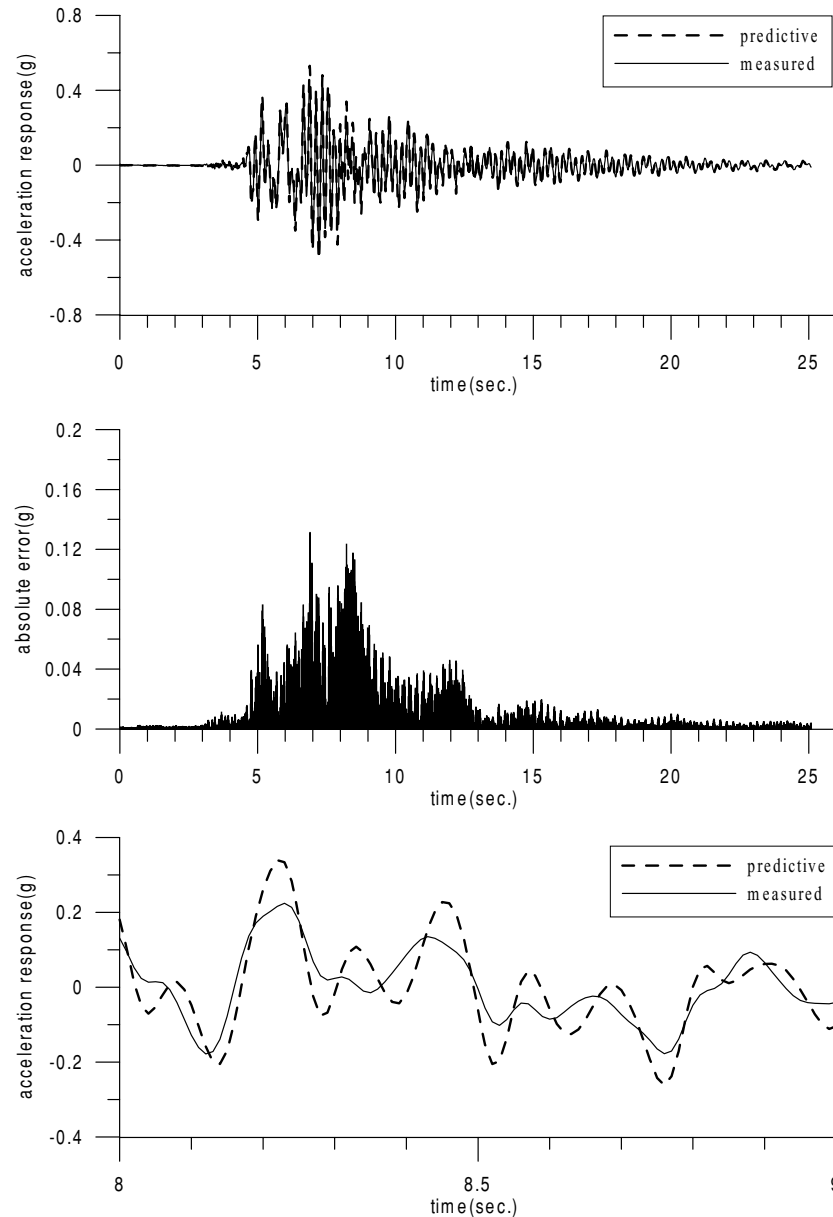 0.8
0.4
0
-0.4
-0.8
acceleration response(g)
predictive
measured
0 5 10 15 20 25
time(sec.)
0.2
0.16
0.12
0.08
0.04
0
absolute error(g)
0 5 10 15 20 25
time(sec.)
0.4
0.2
0
-0.2
-0.4
acceleration response(g)
predictive
measured
8 8.5
time(sec.)